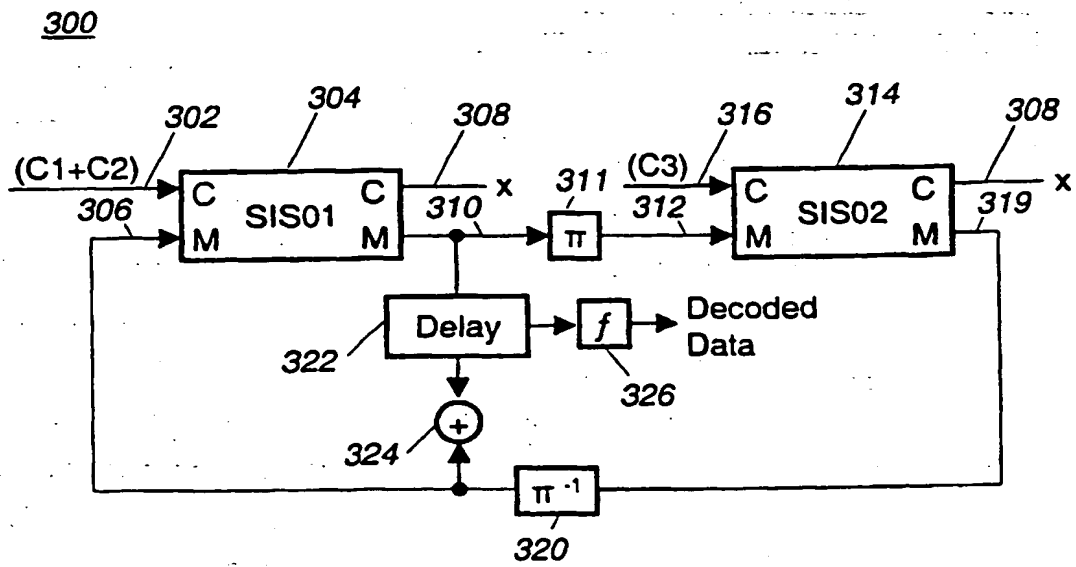 300
302
304
308
316
314
308
(C1+C2)
(C3)
C
C
x
311
C
C
x
306
SIS01
310
π
312
SIS02
319
M
M
M
M
Delay
f
Decoded
Data
322
326
+
324
π -1
320